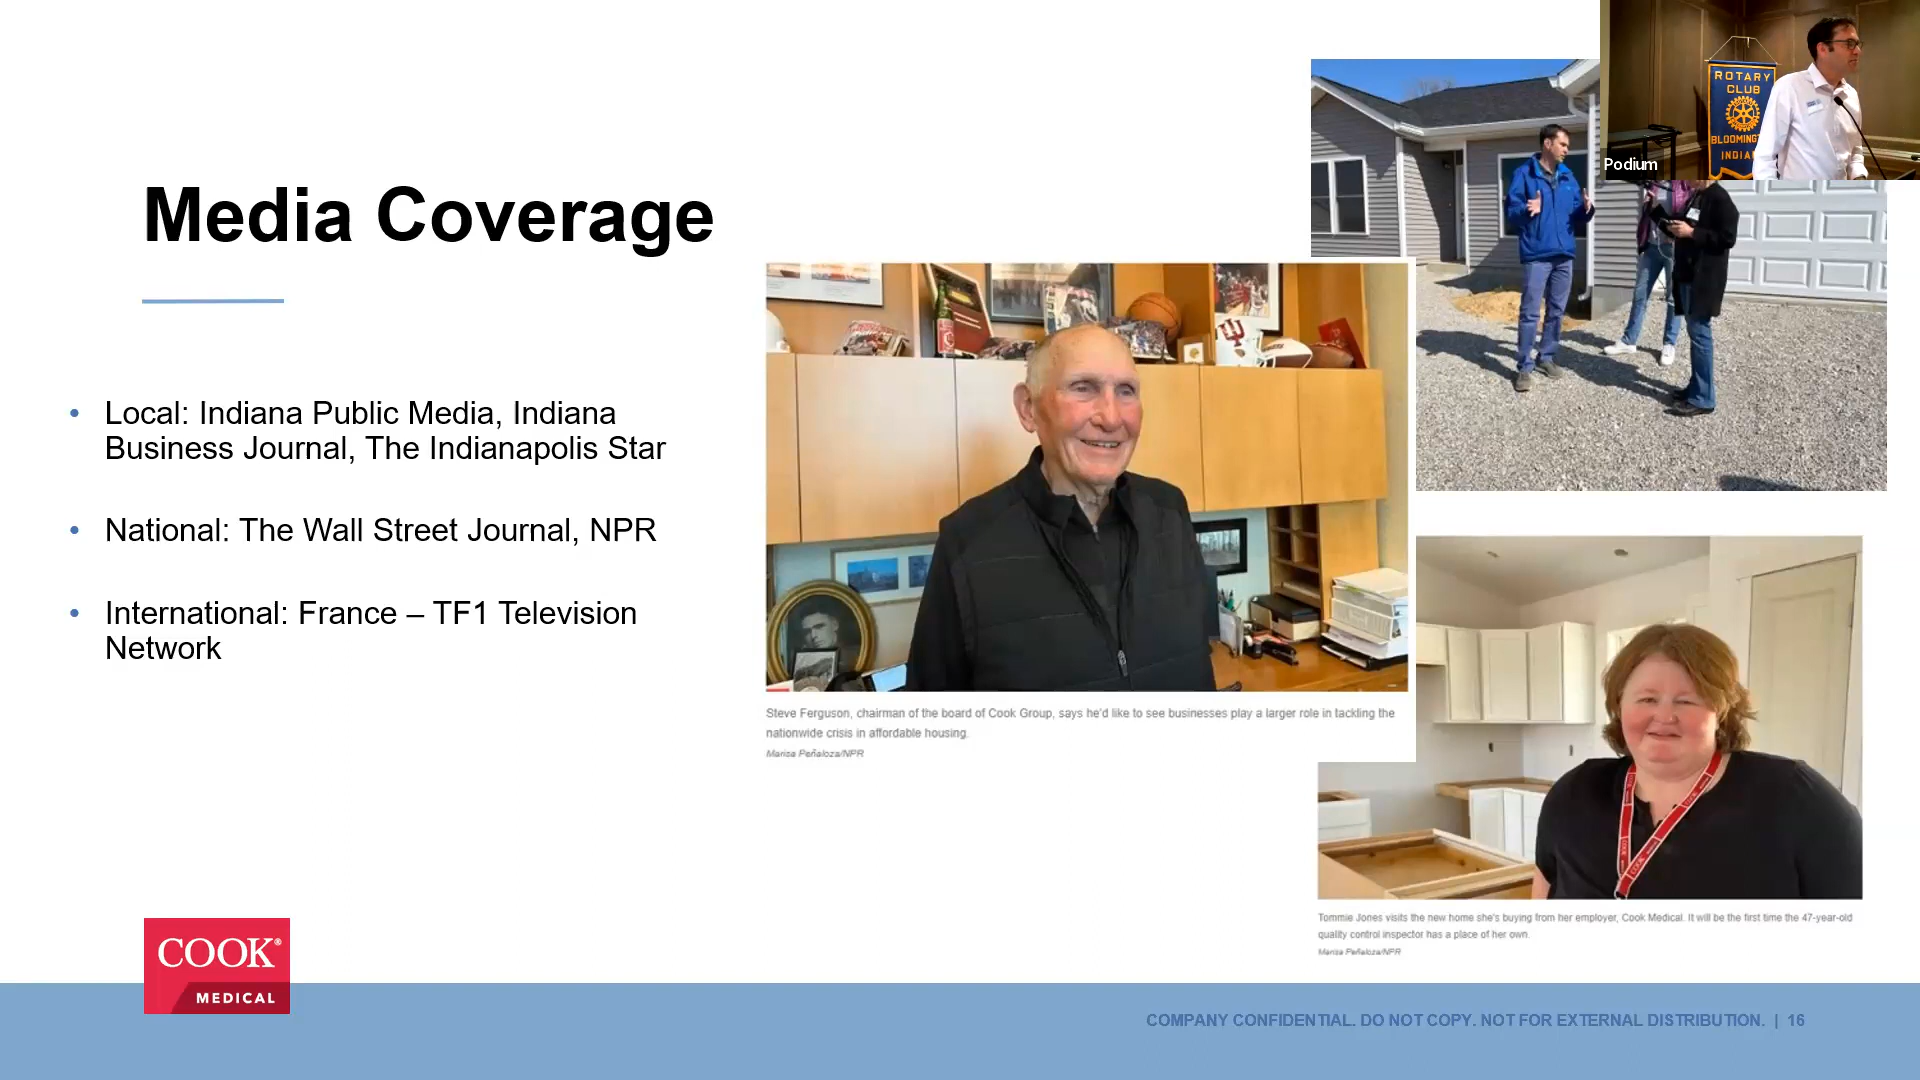 Media Coverage
• Local: Indiana Public Media, Indiana
Business Journal, The Indianapolis Star
• National: The Wall Street Journal, NPR
• International: France – TF1 Television
Network
Steve Ferguson, chairman of the board of Cook Group, says he'd like to see businesses play a larger role in tackling the
nationwide crisis in affordable housing.
Marisa Peñaloza/NPR
ROTARY
CLUB
INDIA
Podium
Tommie Jones visits the new home she's buying from her employer, Cook Medical. It will be the first time the 47-year-old
quality control inspector has a place of her own.
Marisa Peñaloza/NPR
COOK®
MEDICAL
COMPANY CONFIDENTIAL. DO NOT COPY. NOT FOR EXTERNAL DISTRIBUTION. | 16